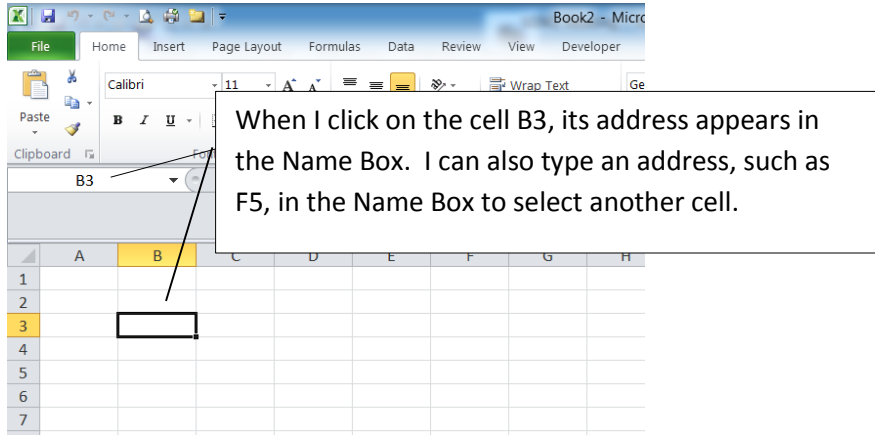 Book2 - Micro
File Home Insert Page Layout Formulas Data Review View Developer
Calibri 11 A A Wrap Text Ge
Paste B I U
Clipboard
B3
When I click on the cell B3, its address appears in
the Name Box. I can also type an address, such as
F5, in the Name Box to select another cell.
A B C D E F G H
1
2
3
4
5
6
7